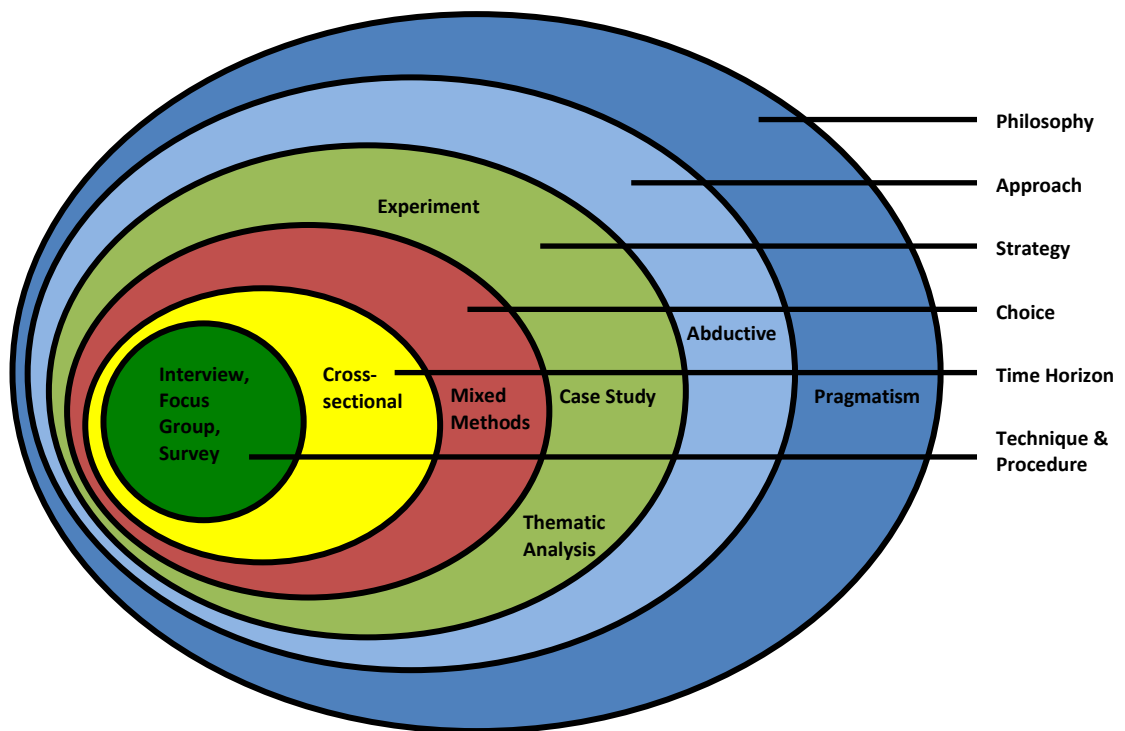 Philosophy
Approach
Experiment
Strategy
Choice
Abductive
Interview,
Focus
Group,
Survey
Cross-
sectional
Time Horizon
Mixed
Methods
Case Study
Pragmatism
Technique &
Procedure
Thematic
Analysis